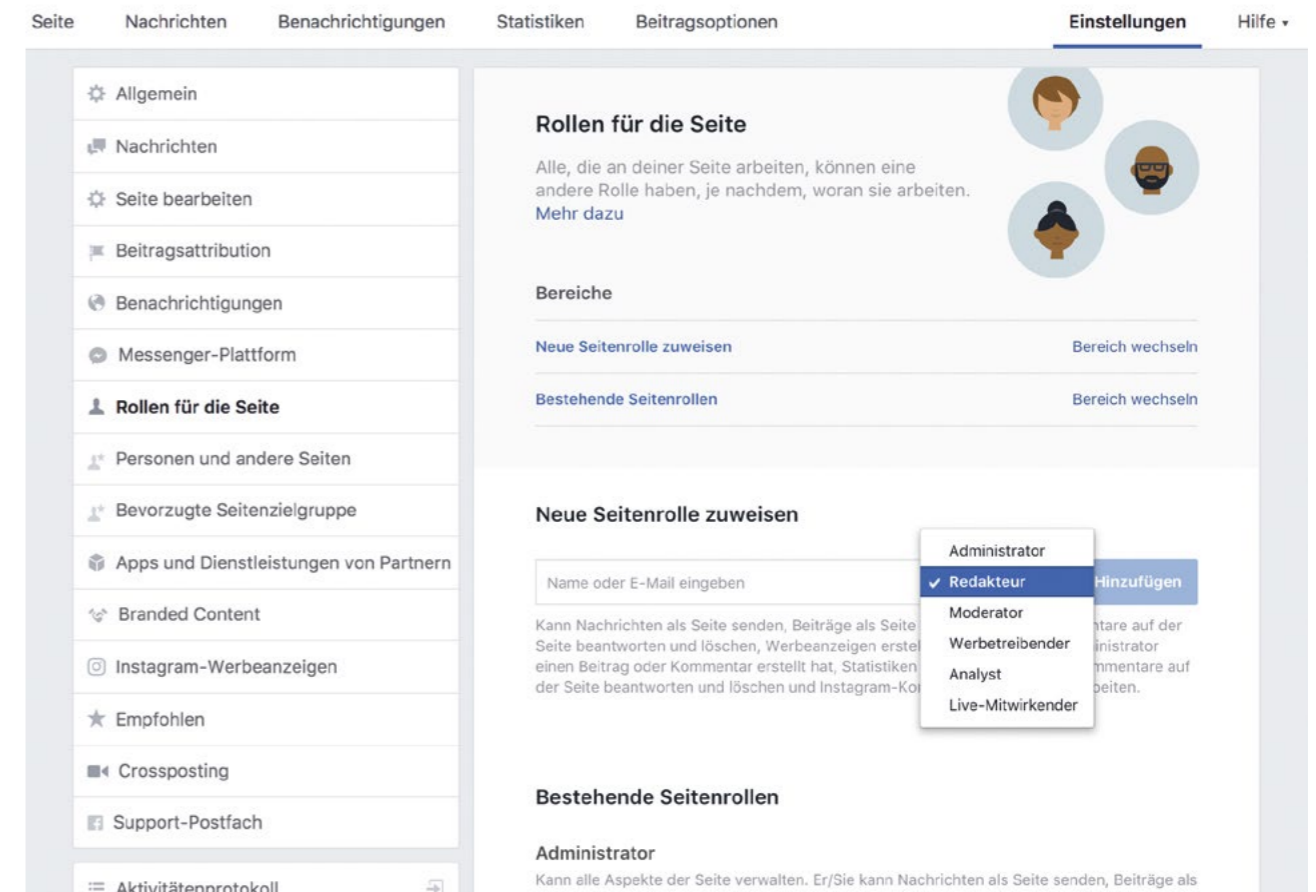 Seite Nachrichten Benachrichtigungen Statistiken Beitragsoptionen Einstellungen Hilfe
Allgemein
Nachrichten
Seite bearbeiten
Beitragsattribution
Benachrichtigungen
Messenger-Plattform
Rollen für die Seite
Personen und andere Seiten
Bevorzugte Seitenzielgruppe
Apps und Dienstleistungen von Partnern
Branded Content
Instagram-Werbeanzeigen
Empfohlen
Crossposting
Support-Postfach
Aktivitätenprotokoll
Rollen für die Seite
Alle, die an deiner Seite arbeiten, können eine
andere Rolle haben, je nachdem, woran sie arbeiten.
Mehr dazu
Bereiche
Neue Seitenrolle zuweisen Bereich wechseln
Bestehende Seitenrollen Bereich wechseln
Neue Seitenrolle zuweisen
Name oder E-Mail eingeben
Hinzufügen
Administrator
Redakteur
Moderator
Werbetreibender
Analyst
Live-Mitwirkender
Kann Nachrichten als Seite senden, Beiträge als Seite auf der
Seite beantworten und löschen, Werbeanzeigen
einen Beitrag oder Kommentar erstellt hat, Statistiken auf
der Seite beantworten und löschen und
Bestehende Seitenrollen
Administrator
Kann alle Aspekte der Seite verwalten. Er/Sie kann Nachrichten als Seite senden, Beiträge als